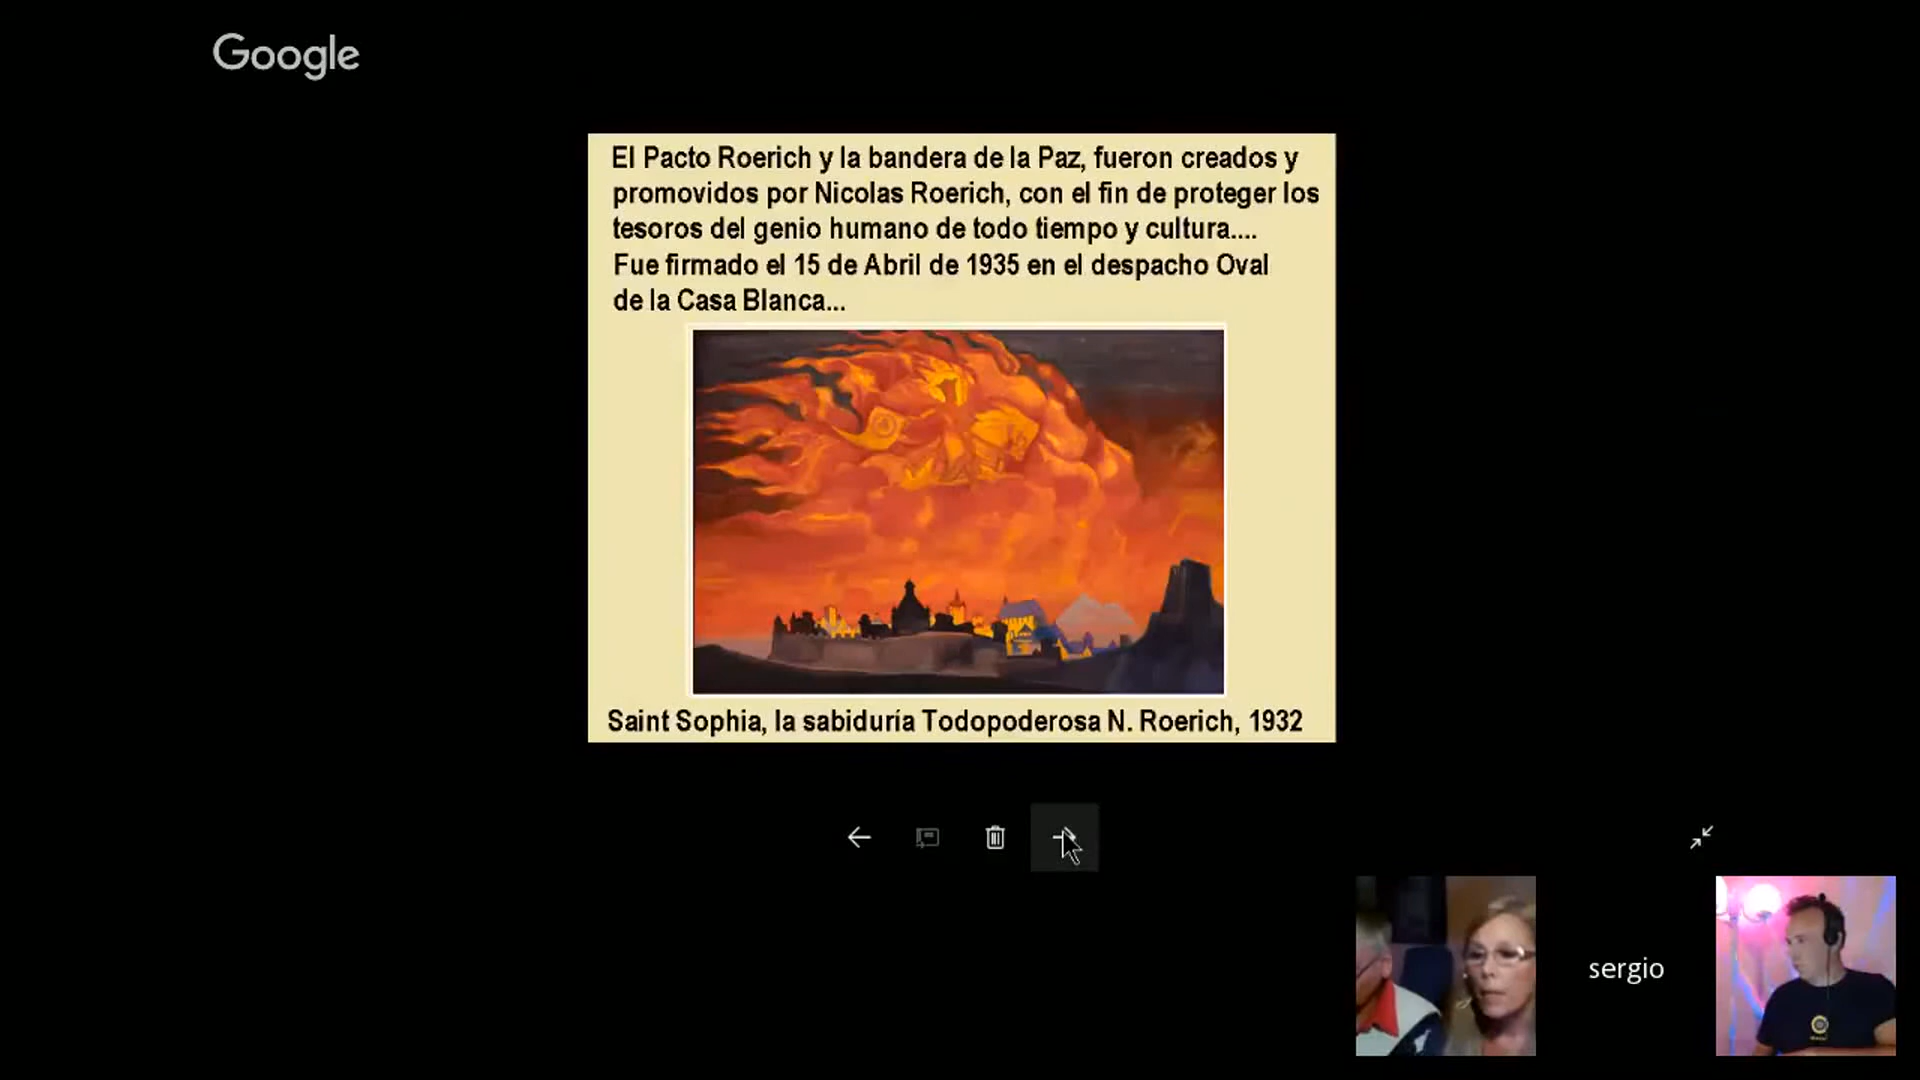 Google
El Pacto Roerich y la bandera de la Paz, fueron creados y
promovidos por Nicolas Roerich, con el fin de proteger los
tesoros del genio humano de todo tiempo y cultura....
Fue firmado el 15 de Abril de 1935 en el despacho Oval
de la Casa Blanca...
Saint Sophia, la sabiduría Todopoderosa N. Roerich, 1932
sergio